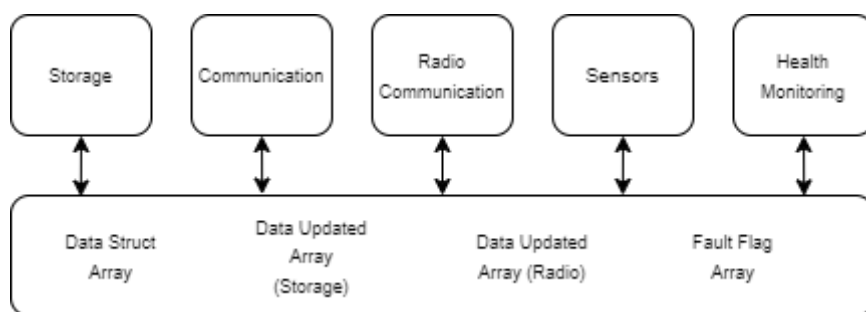 Storage
Communication
Radio
Communication
Sensors
Health
Monitoring
Data Struct
Array
Data Updated
Array
(Storage)
Data Updated
Array (Radio)
Fault Flag
Array